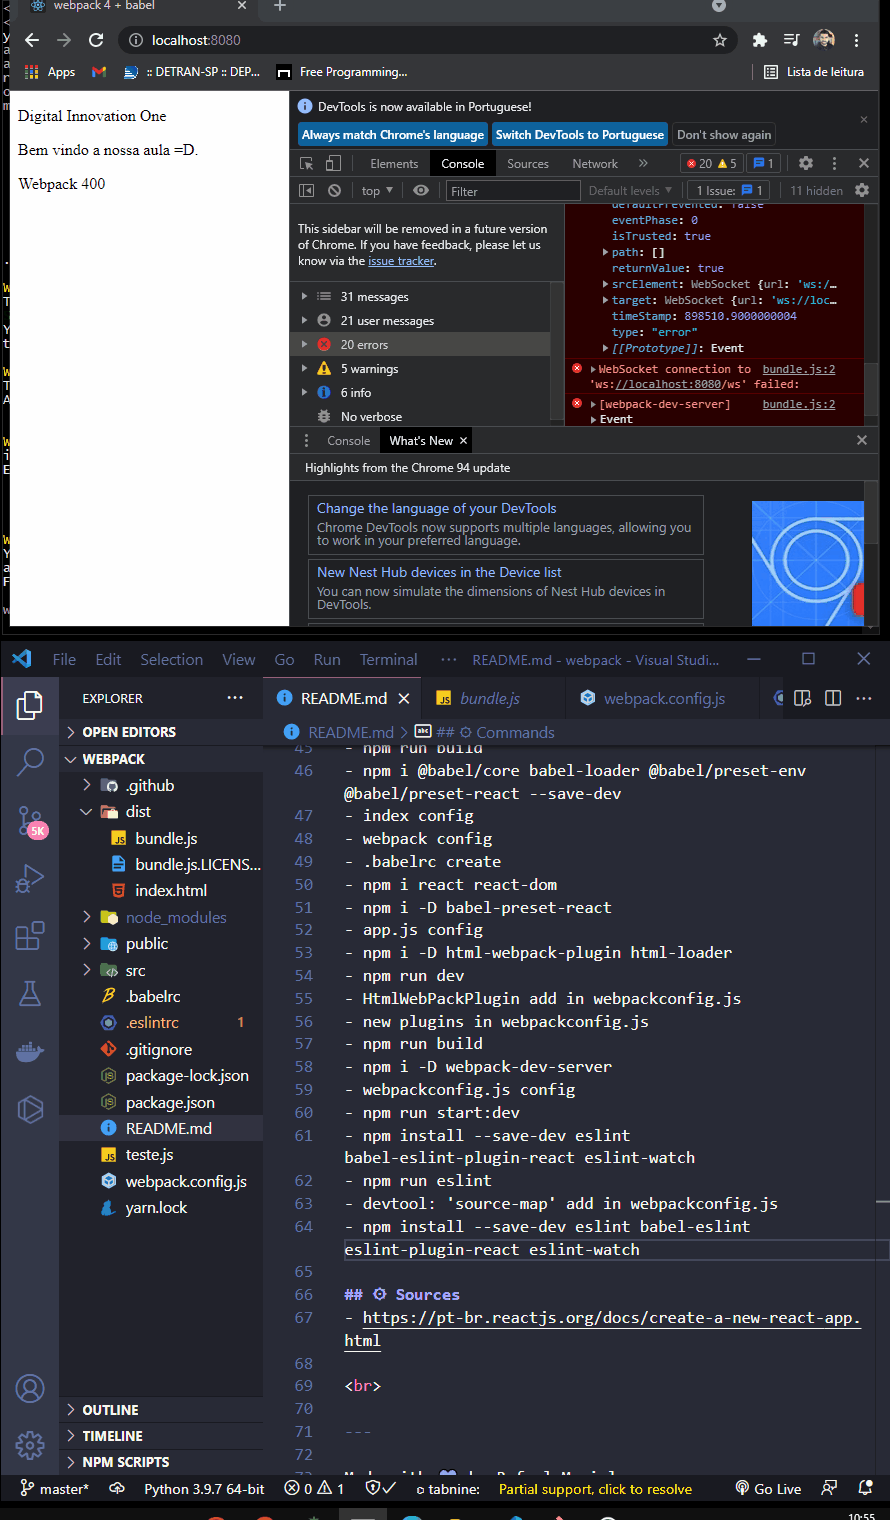 webpack 4 + babel
localhost:8080
Apps
:: DETRAN-SP :: DEP...
Free Programming...
Lista de leitura
Digital Innovation One
Bem vindo a nossa aula =D.
Webpack 400
DevTools is now available in Portuguese!
Always match Chrome's language
Switch DevTools to Portuguese
Don't show again
Elements
Console
Sources
Network
20
5
1
top
Filter
Default levels
1 Issue:
1
11 hidden
This sidebar will be removed in a future version
of Chrome. If you have feedback, please let us
know via the issue tracker.
31 messages
21 user messages
20 errors
5 warnings
6 info
No verbose
defaultPrevented: false
eventPhase: 0
isTrusted: true
path: []
returnValue: true
srcElement: WebSocket {url: 'ws:/…
target: WebSocket {url: 'ws://loc…
timeStamp: 898510.9000000004
type: "error"
[[Prototype]]: Event
WebSocket connection to bundle.js:2
'ws://localhost:8080/ws' failed:
[webpack-dev-server] bundle.js:2
Event
Console
What's New
Highlights from the Chrome 94 update
Change the language of your DevTools
Chrome DevTools now supports multiple languages, allowing you
to work in your preferred language.
New Nest Hub devices in the Device list
You can now simulate the dimensions of Nest Hub devices in
DevTools.
File Edit Selection View Go Run Terminal ··· README.md - webpack - Visual Studi...
EXPLORER
README.md
bundle.js
webpack.config.js
OPEN EDITORS
README.md > ## ⚙ Commands
WEBPACK
.github
dist
bundle.js
bundle.js.LICENS...
index.html
node_modules
public
src
.babelrc
.eslintrc 1
.gitignore
package-lock.json
package.json
README.md
teste.js
webpack.config.js
yarn.lock
5K
45 - npm run build
46 - npm i @babel/core babel-loader @babel/preset-env
@babel/preset-react --save-dev
47 - index config
48 - webpack config
49 - .babelrc create
50 - npm i react react-dom
51 - npm i -D babel-preset-react
52 - app.js config
53 - npm i -D html-webpack-plugin html-loader
54 - npm run dev
55 - HtmlWebPackPlugin add in webpackconfig.js
56 - new plugins in webpackconfig.js
57 - npm run build
58 - npm i -D webpack-dev-server
59 - webpackconfig.js config
60 - npm run start:dev
61 - npm install --save-dev eslint
babel-eslint-plugin-react eslint-watch
62 - npm run eslint
63 - devtool: 'source-map' add in webpackconfig.js
64 - npm install --save-dev eslint babel-eslint
eslint-plugin-react eslint-watch
65
66 ## ⚙ Sources
67 - https://pt-br.reactjs.org/docs/create-a-new-react-app.
html
68
69 <br>
70
71 ---
72
OUTLINE
TIMELINE
NPM SCRIPTS
master*
Python 3.9.7 64-bit
0
1
tabnine:
Partial support, click to resolve
Go Live
10:55